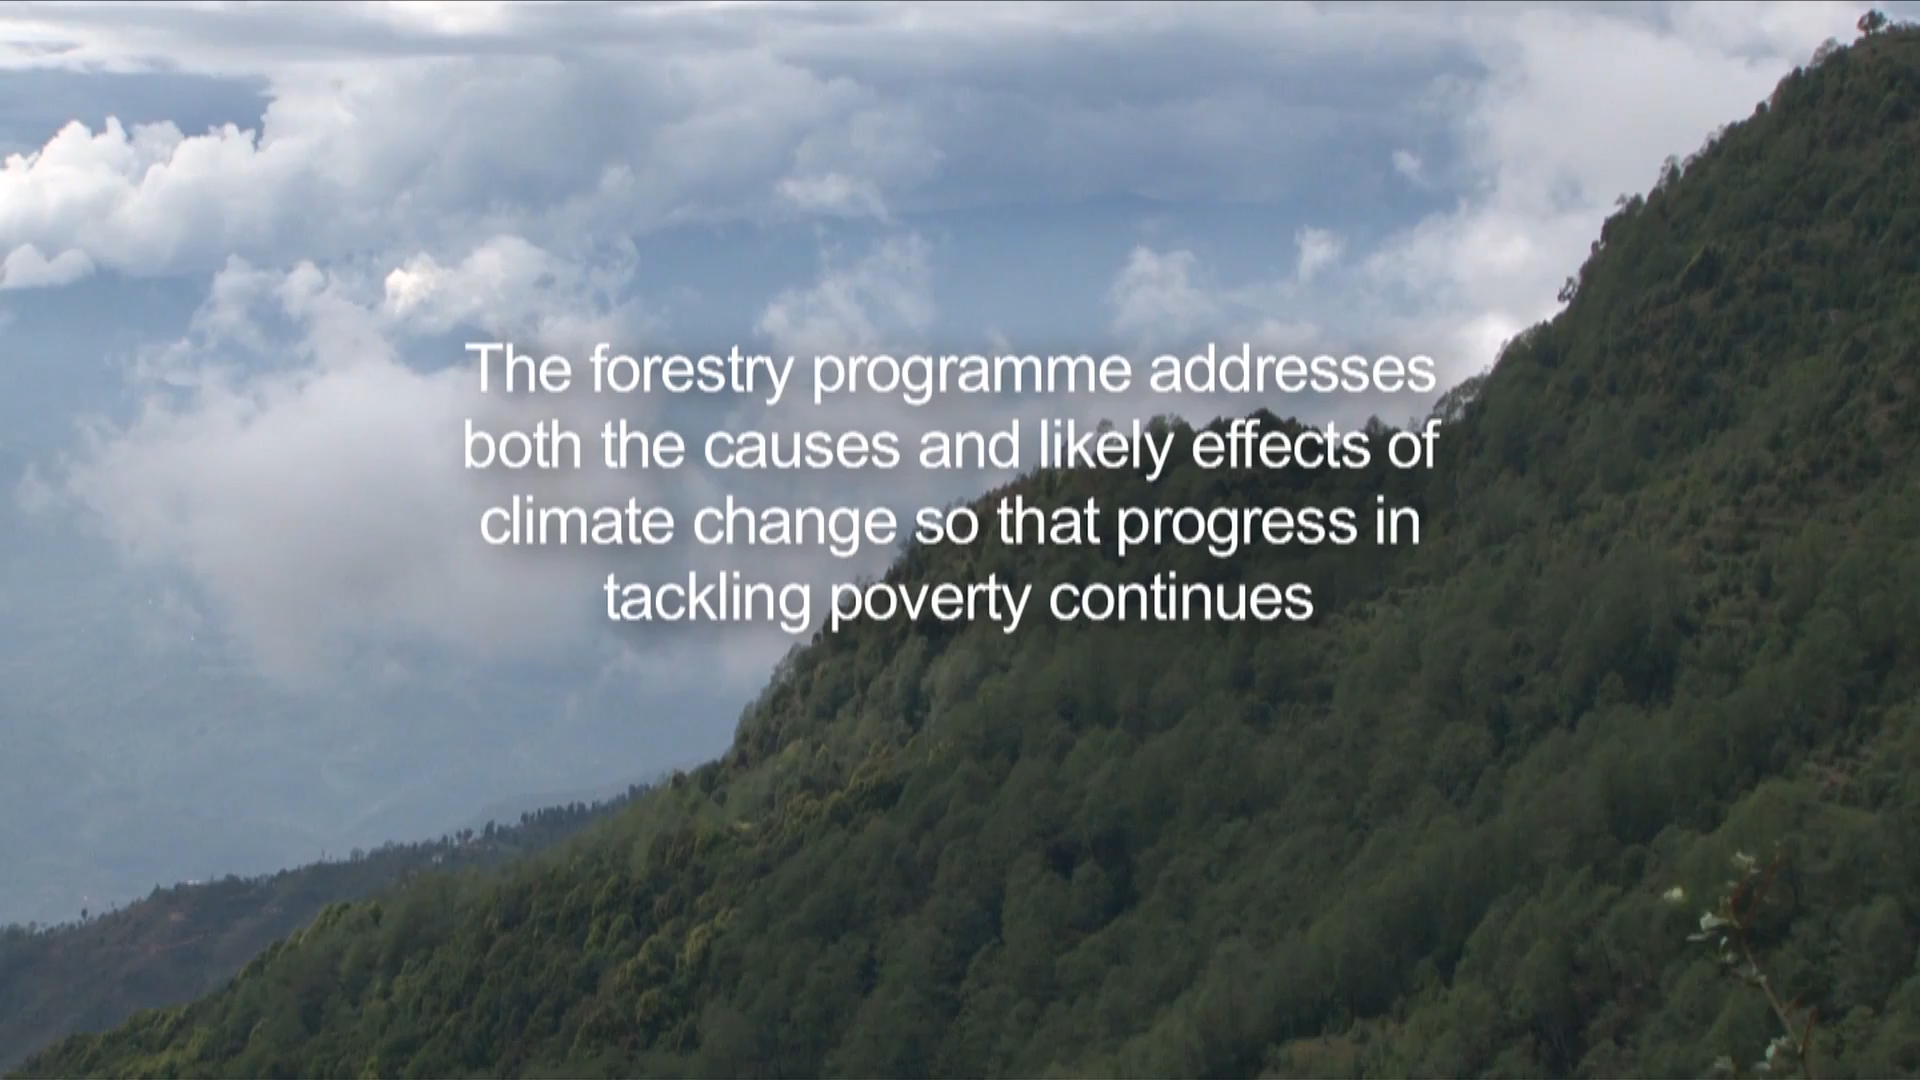 The forestry programme addresses
both the causes and likely effects of
climate change so that progress in
tackling poverty continues